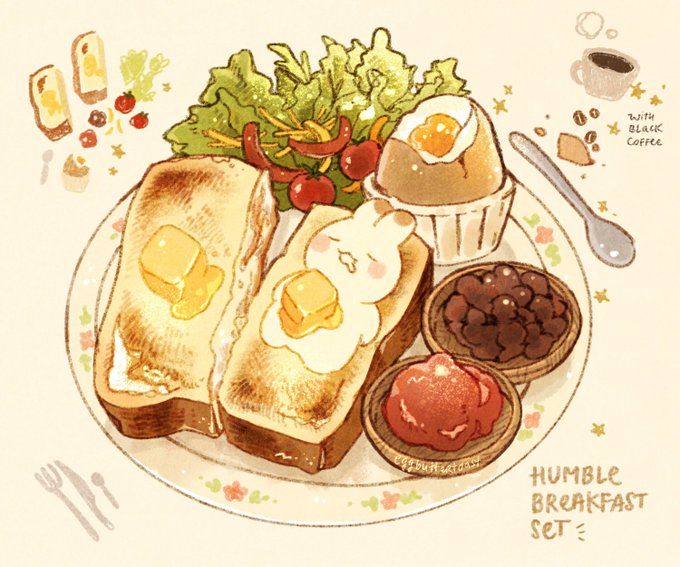 with
BLACK
COFFEE
eggbuttertoast
HUMBLE
BREAKFAST
SET